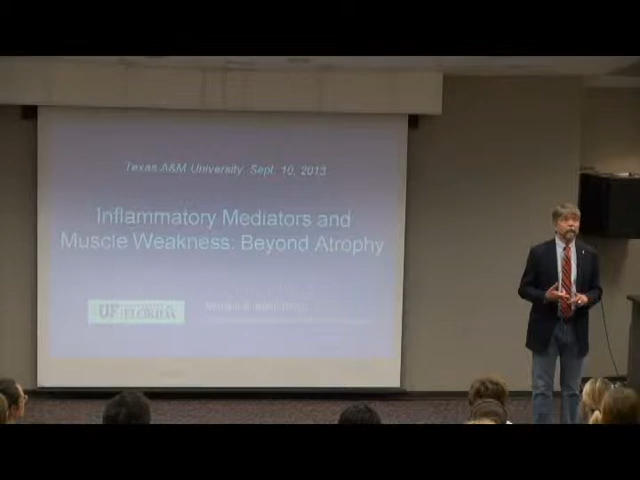 Texas A&M University Sept. 10, 2013
Inflammatory Mediators and
Muscle Weakness: Beyond Atrophy
UF
FLORIDA